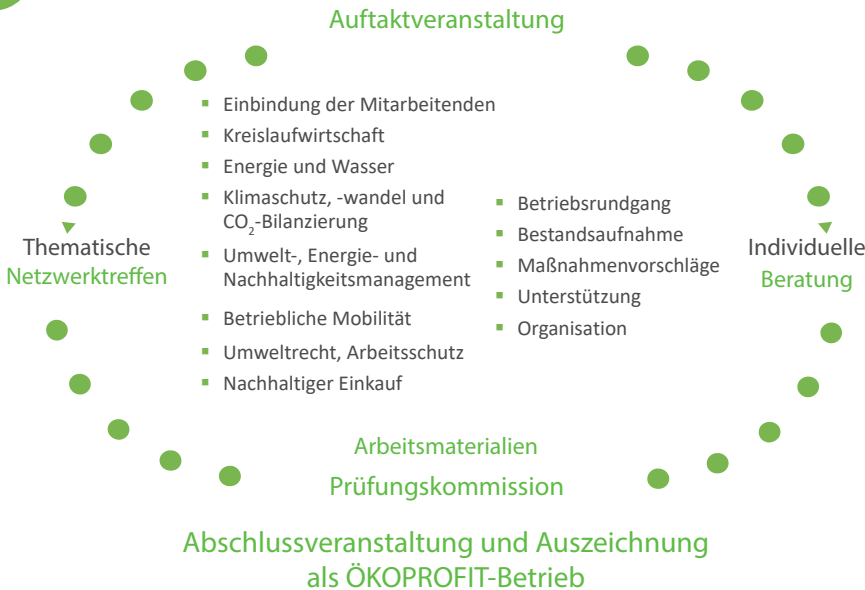 Auftaktveranstaltung
Thematische
Netzwerktreffen
▪ Einbindung der Mitarbeitenden
▪ Kreislaufwirtschaft
▪ Energie und Wasser
▪ Klimaschutz, -wandel und
CO₂-Bilanzierung
▪ Umwelt-, Energie- und
Nachhaltigkeitsmanagement
▪ Betriebliche Mobilität
▪ Umweltrecht, Arbeitsschutz
▪ Nachhaltiger Einkauf
▪ Betriebsrundgang
▪ Bestandsaufnahme
▪ Maßnahmenvorschläge
▪ Unterstützung
▪ Organisation
Individuelle
Beratung
Arbeitsmaterialien
Prüfungskommission
Abschlussveranstaltung und Auszeichnung
als ÖKOPROFIT-Betrieb